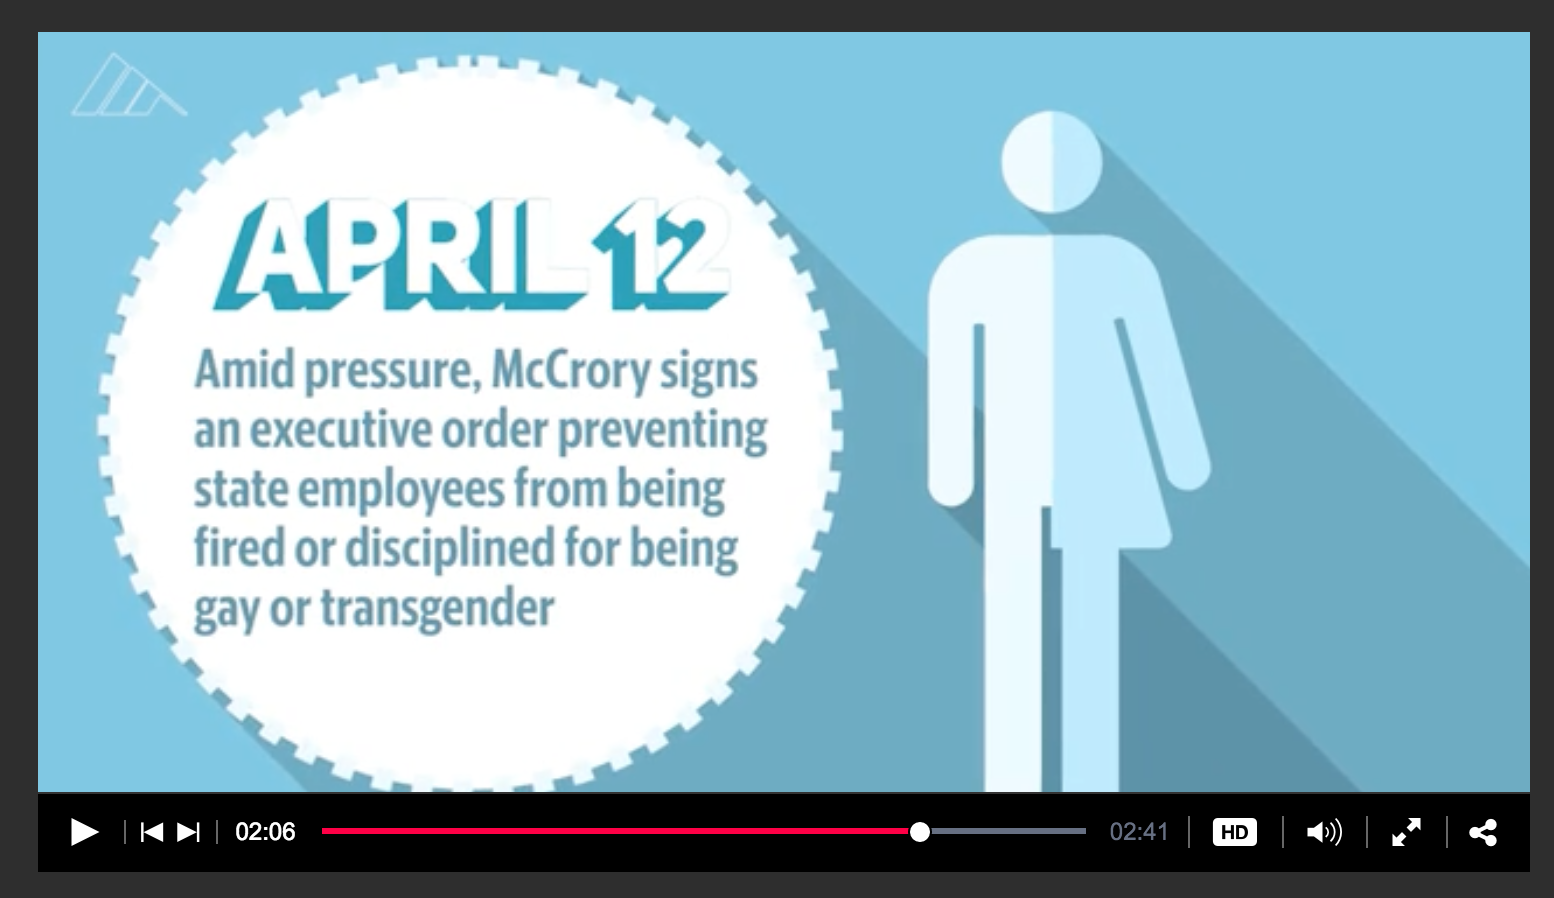 APRIL 12
Amid pressure, McCrory signs
an executive order preventing
state employees from being
fired or disciplined for being
gay or transgender
02:06
02:41
HD